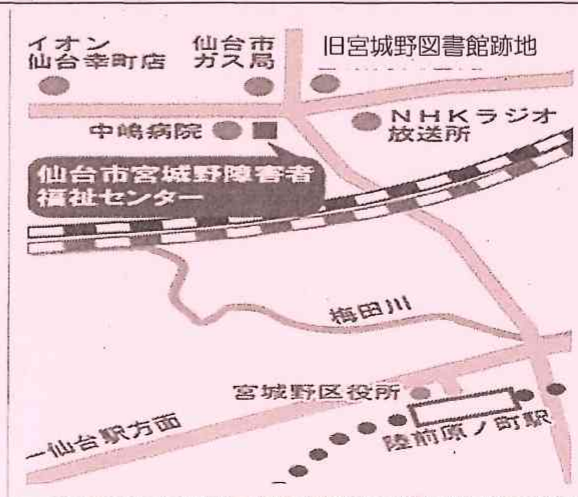 イオン
仙台幸町店
仙台市
ガス局
旧宮城野図書館跡地
中嶋病院
NHKラジオ
放送所
仙台市宮城野障害者
福祉センター
梅田川
宮城野区役所
仙台駅方面
陸前原ノ町駅